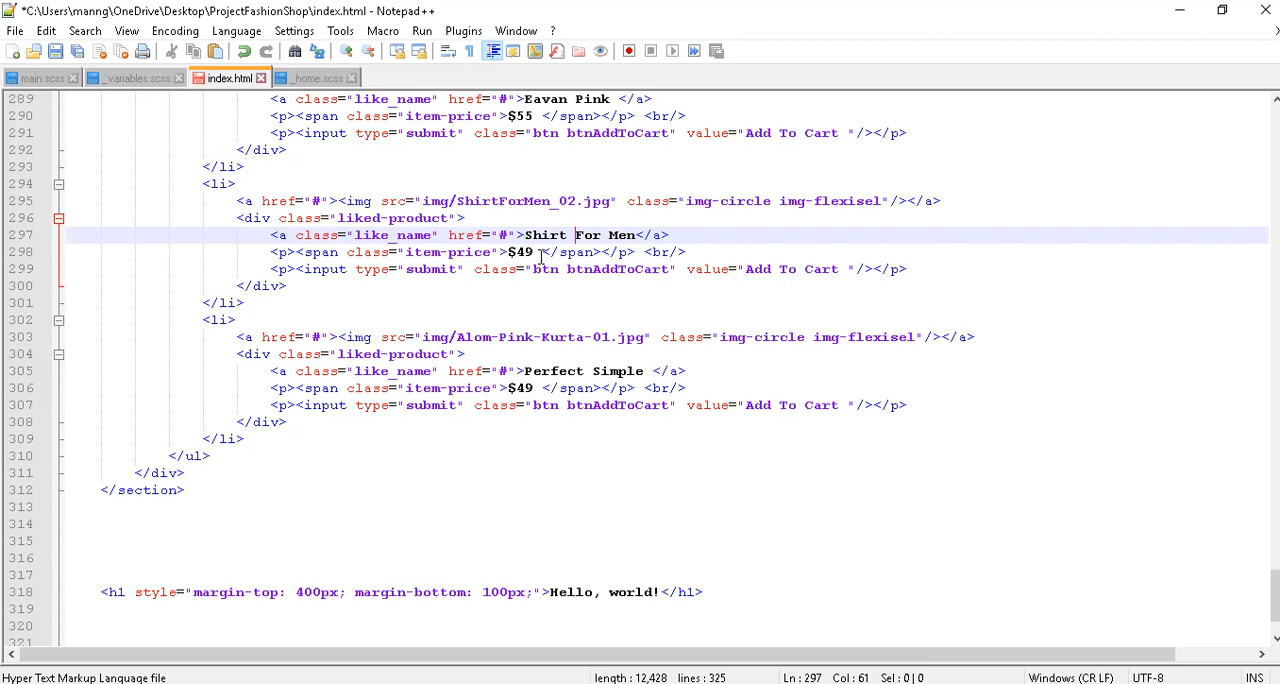 *C:\Users\manng\OneDrive\Desktop\ProjectFashionShop\index.html - Notepad++
File Edit Search View Encoding Language Settings Tools Macro Run Plugins Window ?
main.scss _variables.scss index.html _home.scss
289 <a class="like_name" href="#">Eavan Pink </a>
290 <p><span class="item-price">$55 </span></p> <br/>
291 <p><input type="submit" class="btn btnAddToCart" value="Add To Cart "/></p>
292 </div>
293 </li>
294 <li>
295 <a href="#"><img src="img/ShirtForMen_02.jpg" class="img-circle img-flexisel"/></a>
296 <div class="liked-product">
297 <a class="like_name" href="#">Shirt For Men</a>
298 <p><span class="item-price">$49 </span></p> <br/>
299 <p><input type="submit" class="btn btnAddToCart" value="Add To Cart "/></p>
300 </div>
301 </li>
302 <li>
303 <a href="#"><img src="img/Alom-Pink-Kurta-01.jpg" class="img-circle img-flexisel"/></a>
304 <div class="liked-product">
305 <a class="like_name" href="#">Perfect Simple </a>
306 <p><span class="item-price">$49 </span></p> <br/>
307 <p><input type="submit" class="btn btnAddToCart" value="Add To Cart "/></p>
308 </div>
309 </li>
310 </ul>
311 </div>
312 </section>
313
314
315
316
317
318 <h1 style="margin-top: 400px; margin-bottom: 100px;">Hello, world!</h1>
319
320
321
Hyper Text Markup Language file length : 12,428 lines : 325 Ln : 297 Col : 61 Sel : 0 | 0 Windows (CR LF) UTF-8 INS